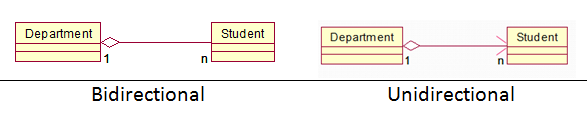 Department Student
1 n
Bidirectional
Department Student
1 n
Unidirectional